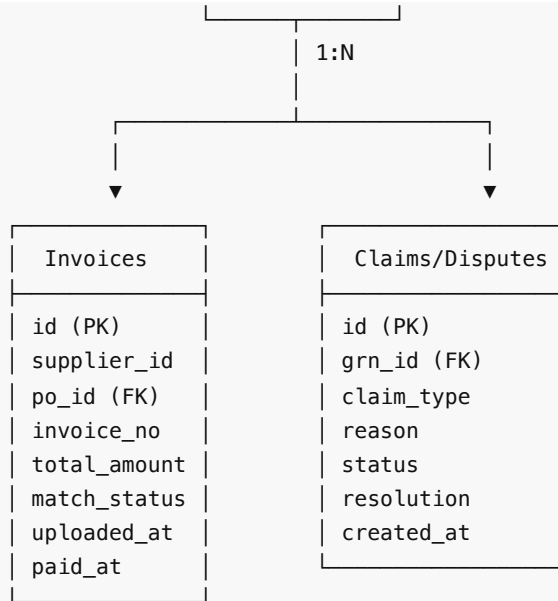 1:N
Invoices
id (PK)
supplier_id
po_id (FK)
invoice_no
total_amount
match_status
uploaded_at
paid_at
Claims/Disputes
id (PK)
grn_id (FK)
claim_type
reason
status
resolution
created_at